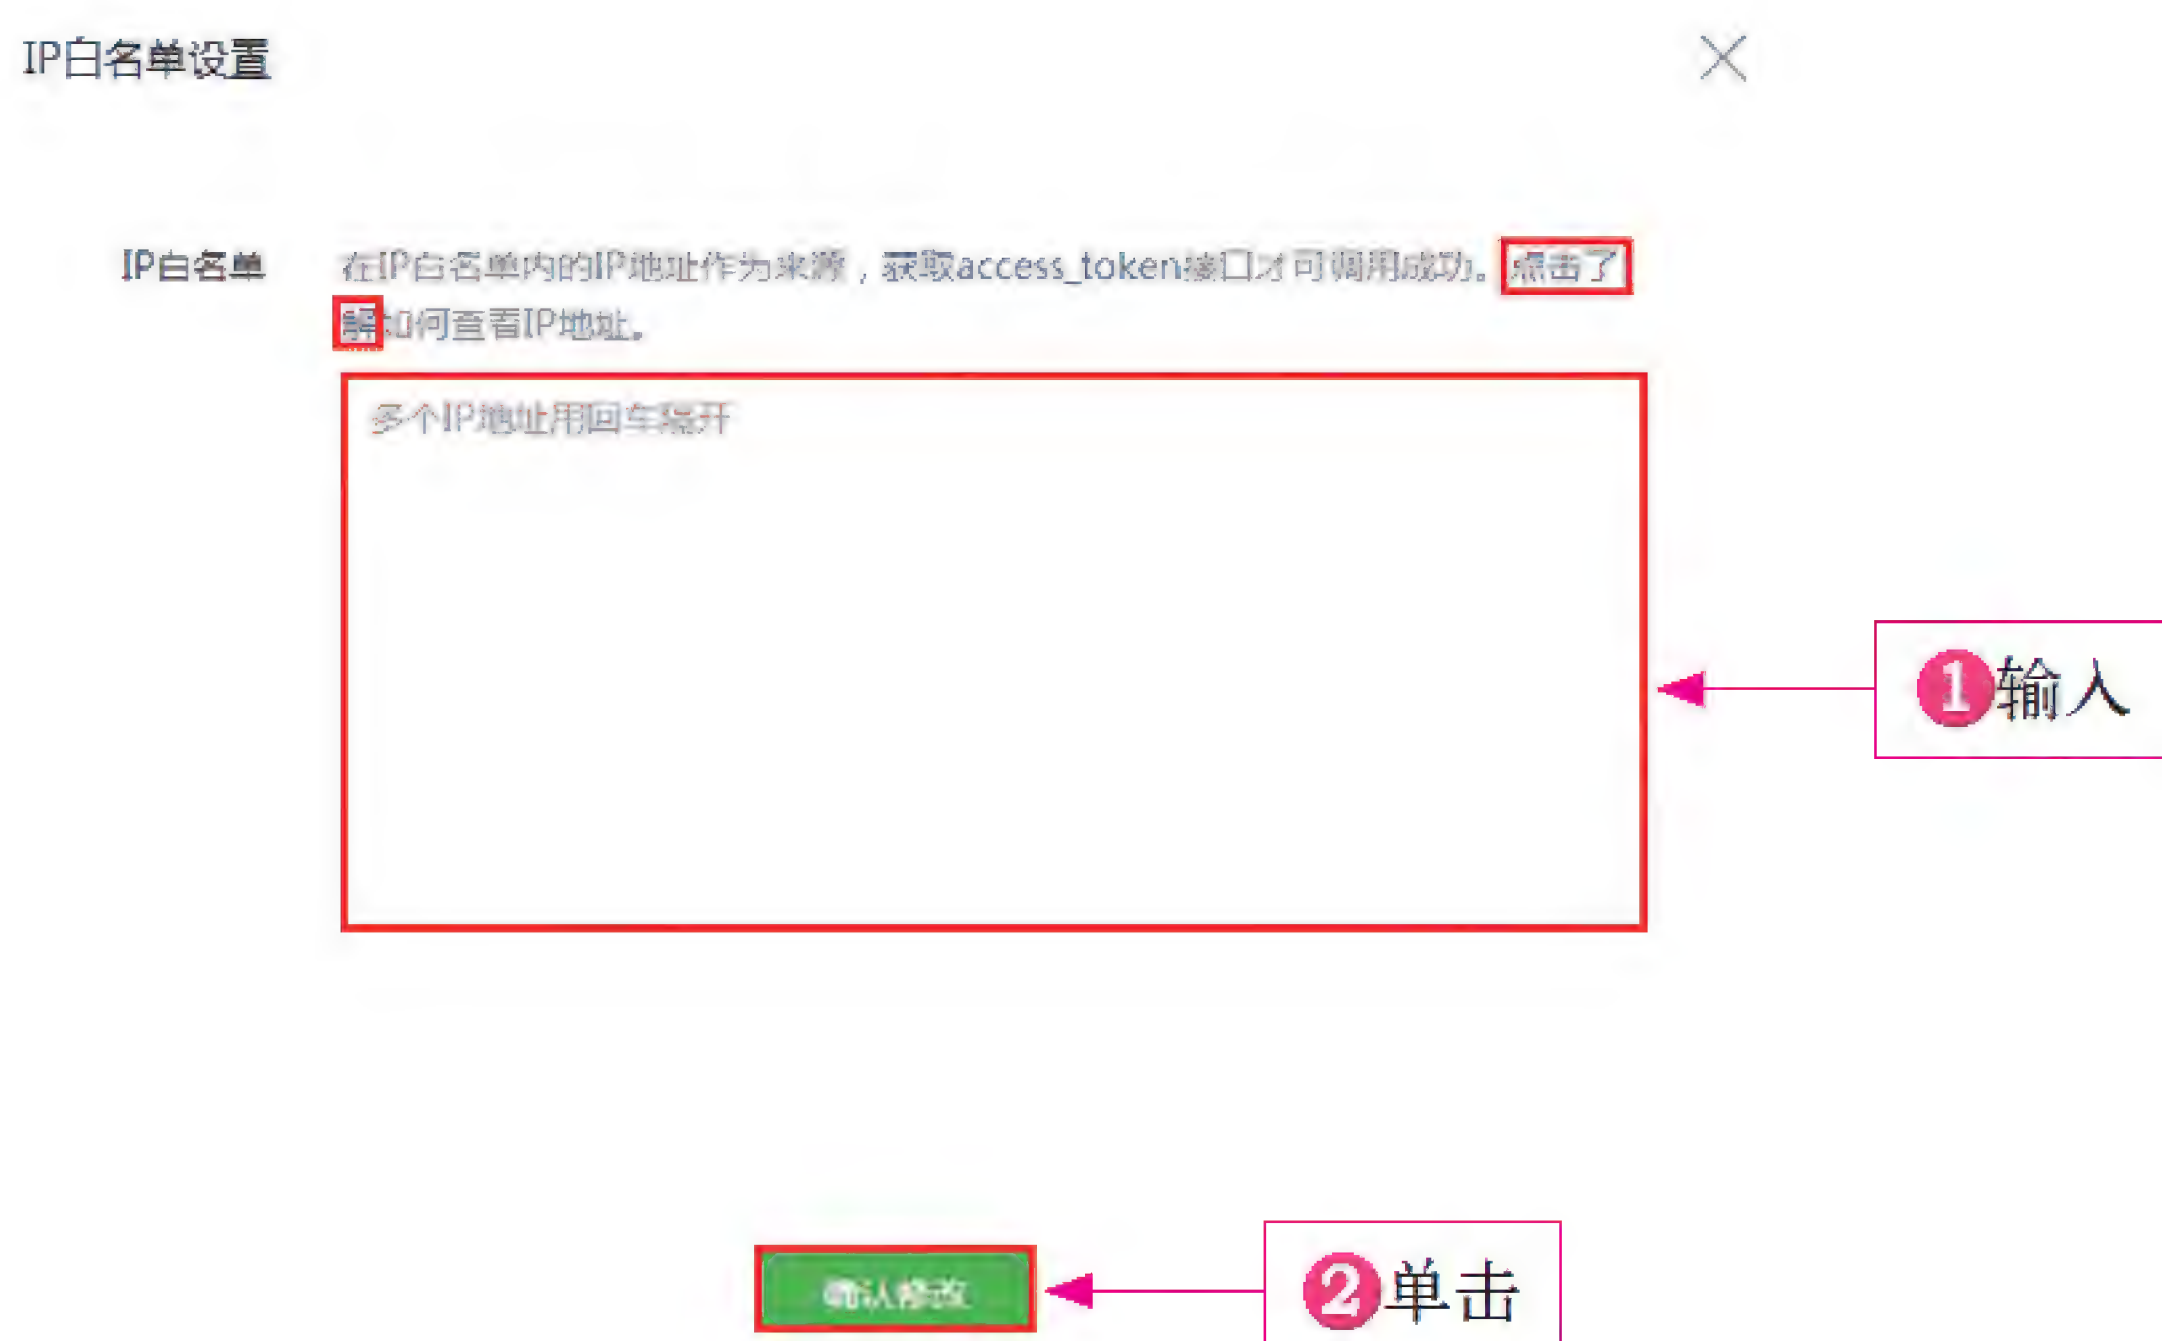 IP白名单设置
IP白名单
在IP白名单内的IP地址作为来源，获取access_token接口才可调用成功。点击了
解如何查看IP地址。
多个IP地址用回车隔开
❶输入
确认修改
❷单击